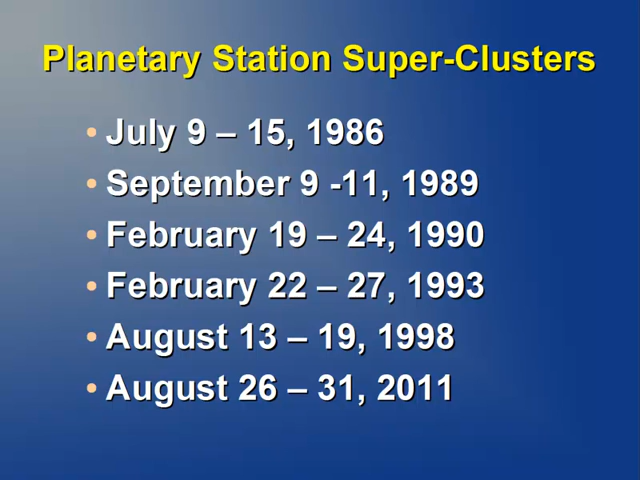 Planetary Station Super-Clusters
• July 9 – 15, 1986
• September 9 -11, 1989
• February 19 – 24, 1990
• February 22 – 27, 1993
• August 13 – 19, 1998
• August 26 – 31, 2011